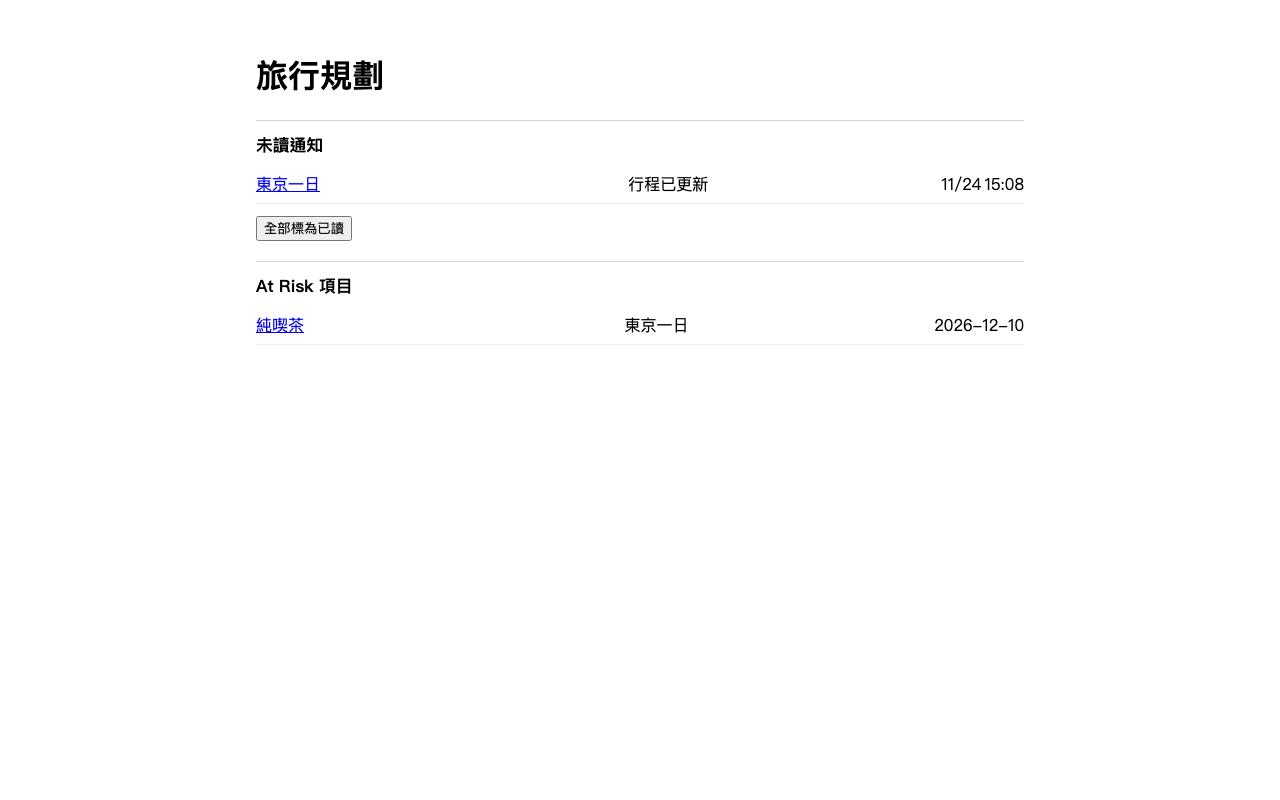 旅行規劃
未讀通知
東京一日 行程已更新 11/24 15:08
全部標為已讀
At Risk 項目
純喫茶 東京一日 2026-12-10